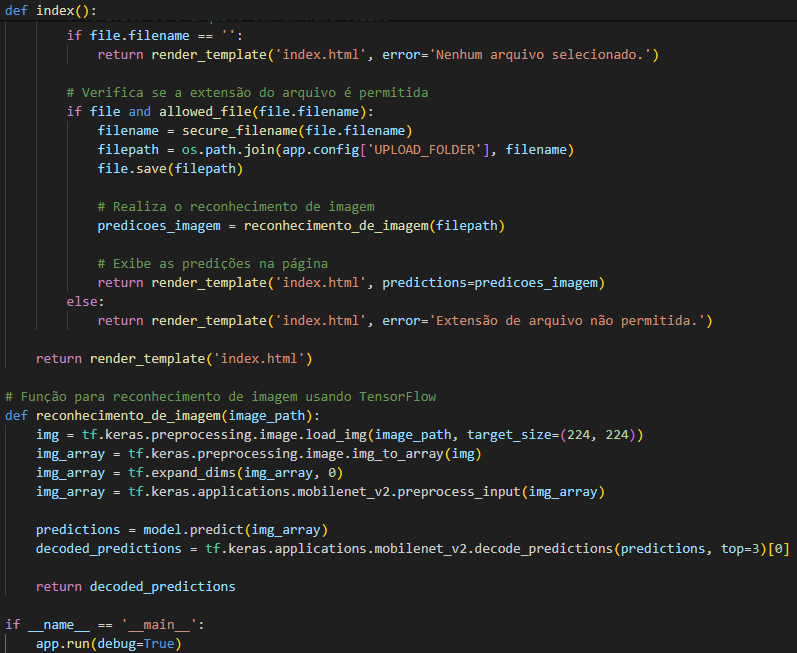 def index():
if file.filename == '':
return render_template('index.html', error='Nenhum arquivo selecionado.')
# Verifica se a extensão do arquivo é permitida
if file and allowed_file(file.filename):
filename = secure_filename(file.filename)
filepath = os.path.join(app.config['UPLOAD_FOLDER'], filename)
file.save(filepath)
# Realiza o reconhecimento de imagem
predicoes_imagem = reconhecimento_de_imagem(filepath)
# Exibe as predições na página
return render_template('index.html', predictions=predicoes_imagem)
else:
return render_template('index.html', error='Extensão de arquivo não permitida.')
return render_template('index.html')
# Função para reconhecimento de imagem usando TensorFlow
def reconhecimento_de_imagem(image_path):
img = tf.keras.preprocessing.image.load_img(image_path, target_size=(224, 224))
img_array = tf.keras.preprocessing.image.img_to_array(img)
img_array = tf.expand_dims(img_array, 0)
img_array = tf.keras.applications.mobilenet_v2.preprocess_input(img_array)
predictions = model.predict(img_array)
decoded_predictions = tf.keras.applications.mobilenet_v2.decode_predictions(predictions, top=3)[0]
return decoded_predictions
if __name__ == '__main__':
app.run(debug=True)